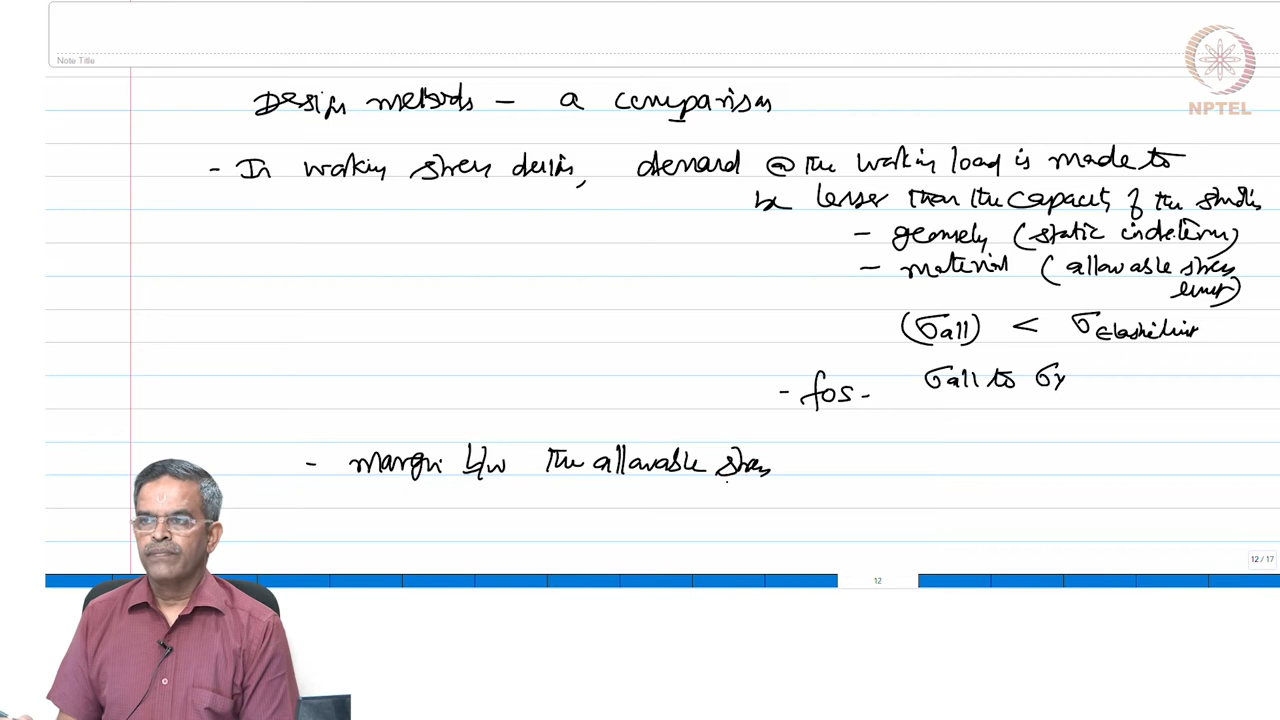 Note Title
NPTEL
Design methods - a comparison
- In working stress design, demand @ the working load is made to
be lesser than the capacity of the
- geometry (static indeterm)
- material (allowable stress
limit)
(σall) < σelastic limit
- fos - σall to σy
- margin b/w the allowable stress
12 / 17
12